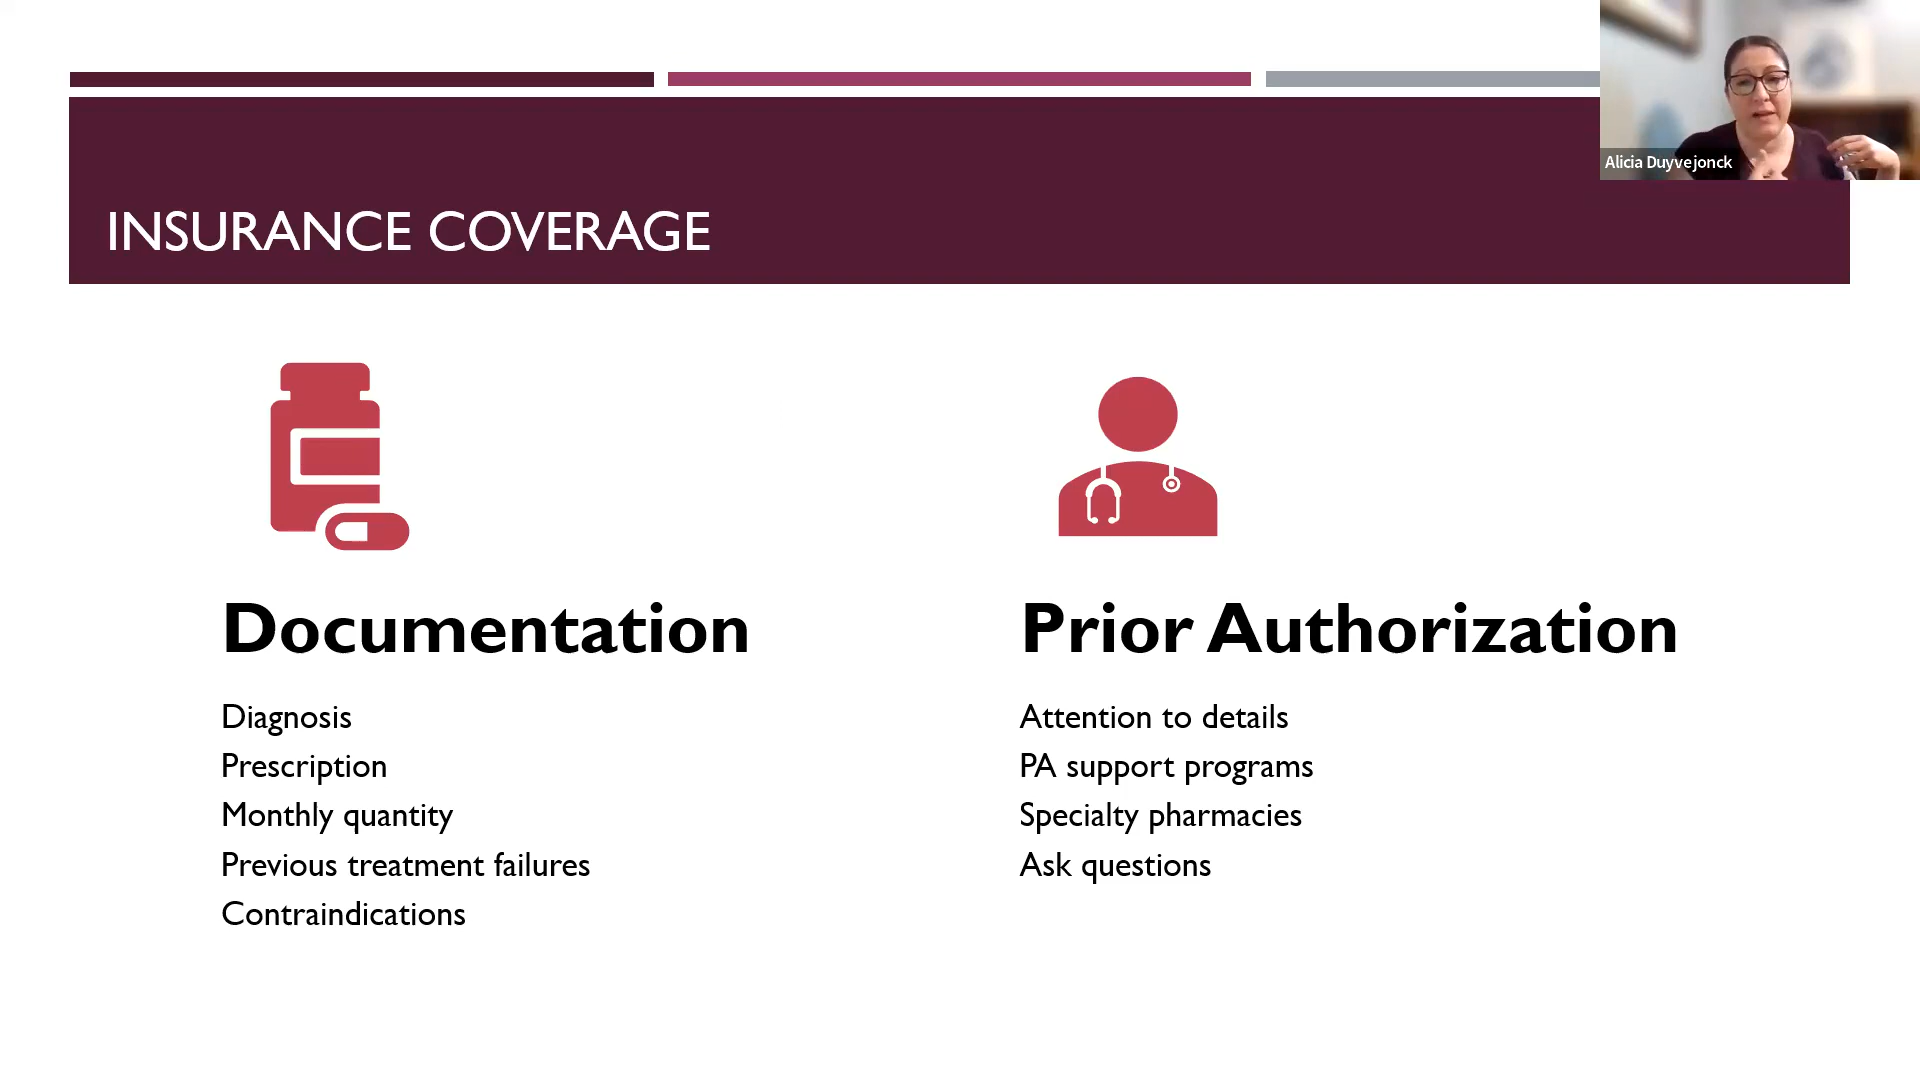 Alicia Duyvejonck
INSURANCE COVERAGE
Documentation
Diagnosis
Prescription
Monthly quantity
Previous treatment failures
Contraindications
Prior Authorization
Attention to details
PA support programs
Specialty pharmacies
Ask questions